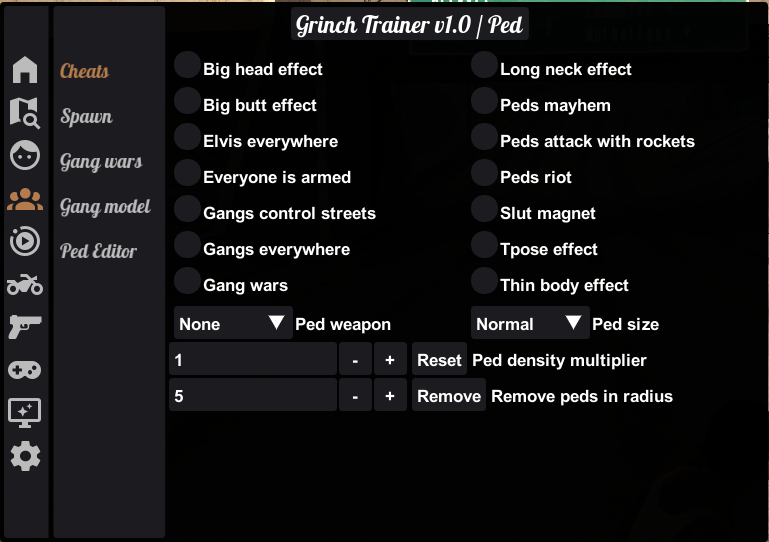 Grinch Trainer v1.0 / Ped
Cheats
Spawn
Gang wars
Gang model
Ped Editor
Big head effect
Long neck effect
Big butt effect
Peds mayhem
Elvis everywhere
Peds attack with rockets
Everyone is armed
Peds riot
Gangs control streets
Slut magnet
Gangs everywhere
Tpose effect
Gang wars
Thin body effect
None ▼ Ped weapon
Normal ▼ Ped size
1 - + Reset Ped density multiplier
5 - + Remove Remove peds in radius